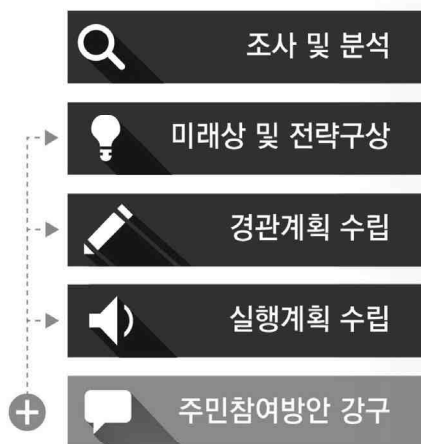 조사 및 분석
미래상 및 전략구상
경관계획 수립
실행계획 수립
주민참여방안 강구